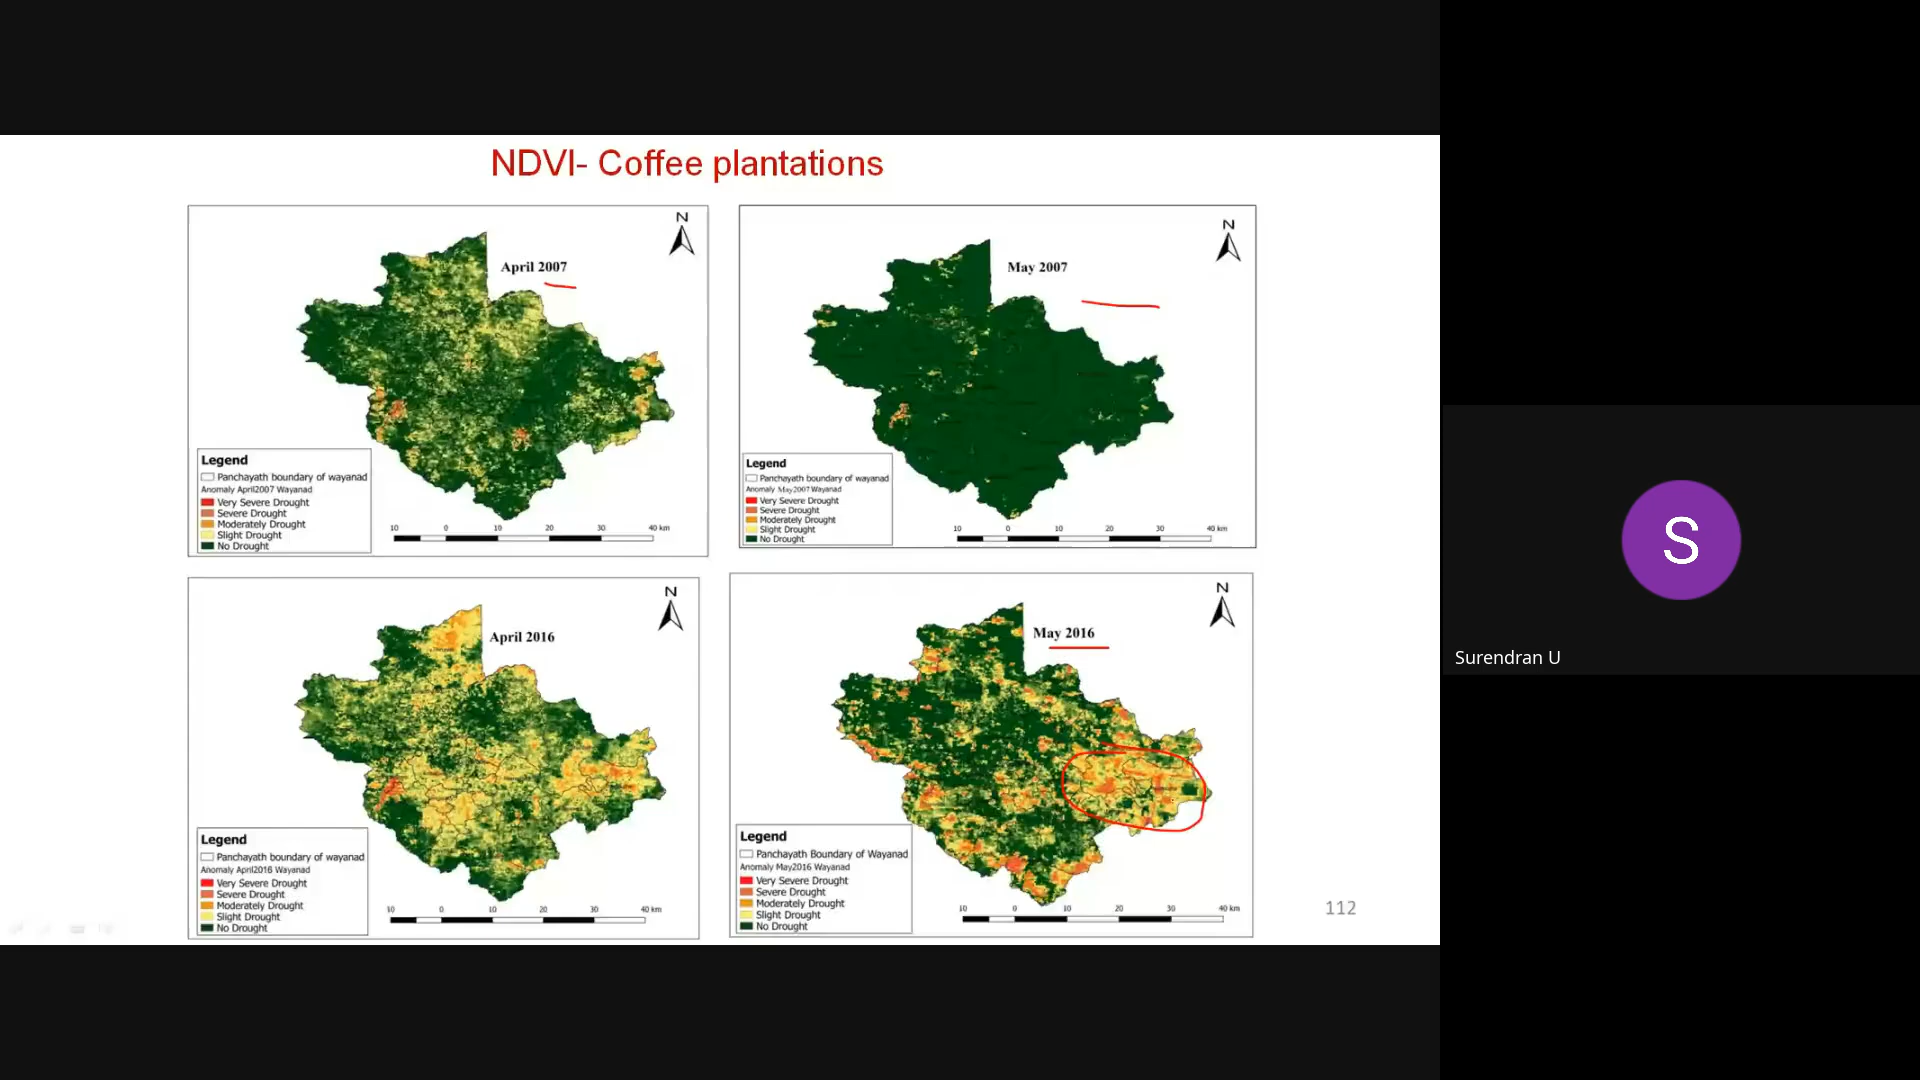 NDVI- Coffee plantations
N
April 2007
Legend
Panchayath boundary of wayanad
Anomaly April2007 Wayanad
Very Severe Drought
Severe Drought
Moderately Drought
Slight Drought
No Drought
10 0 10 20 30 40 km
N
May 2007
Legend
Panchayath boundary of wayanad
Anomaly May2007 Wayanad
Very Severe Drought
Severe Drought
Moderately Drought
Slight Drought
No Drought
10 0 10 20 30 40 km
N
April 2016
Legend
Panchayath boundary of wayanad
Anomaly April2016 Wayanad
Very Severe Drought
Severe Drought
Moderately Drought
Slight Drought
No Drought
10 0 10 20 30 40 km
N
May 2016
Legend
Panchayath Boundary of Wayanad
Anomaly May2016 Wayanad
Very Severe Drought
Severe Drought
Moderately Drought
Slight Drought
No Drought
10 0 10 20 30 40 km
112
S
Surendran U